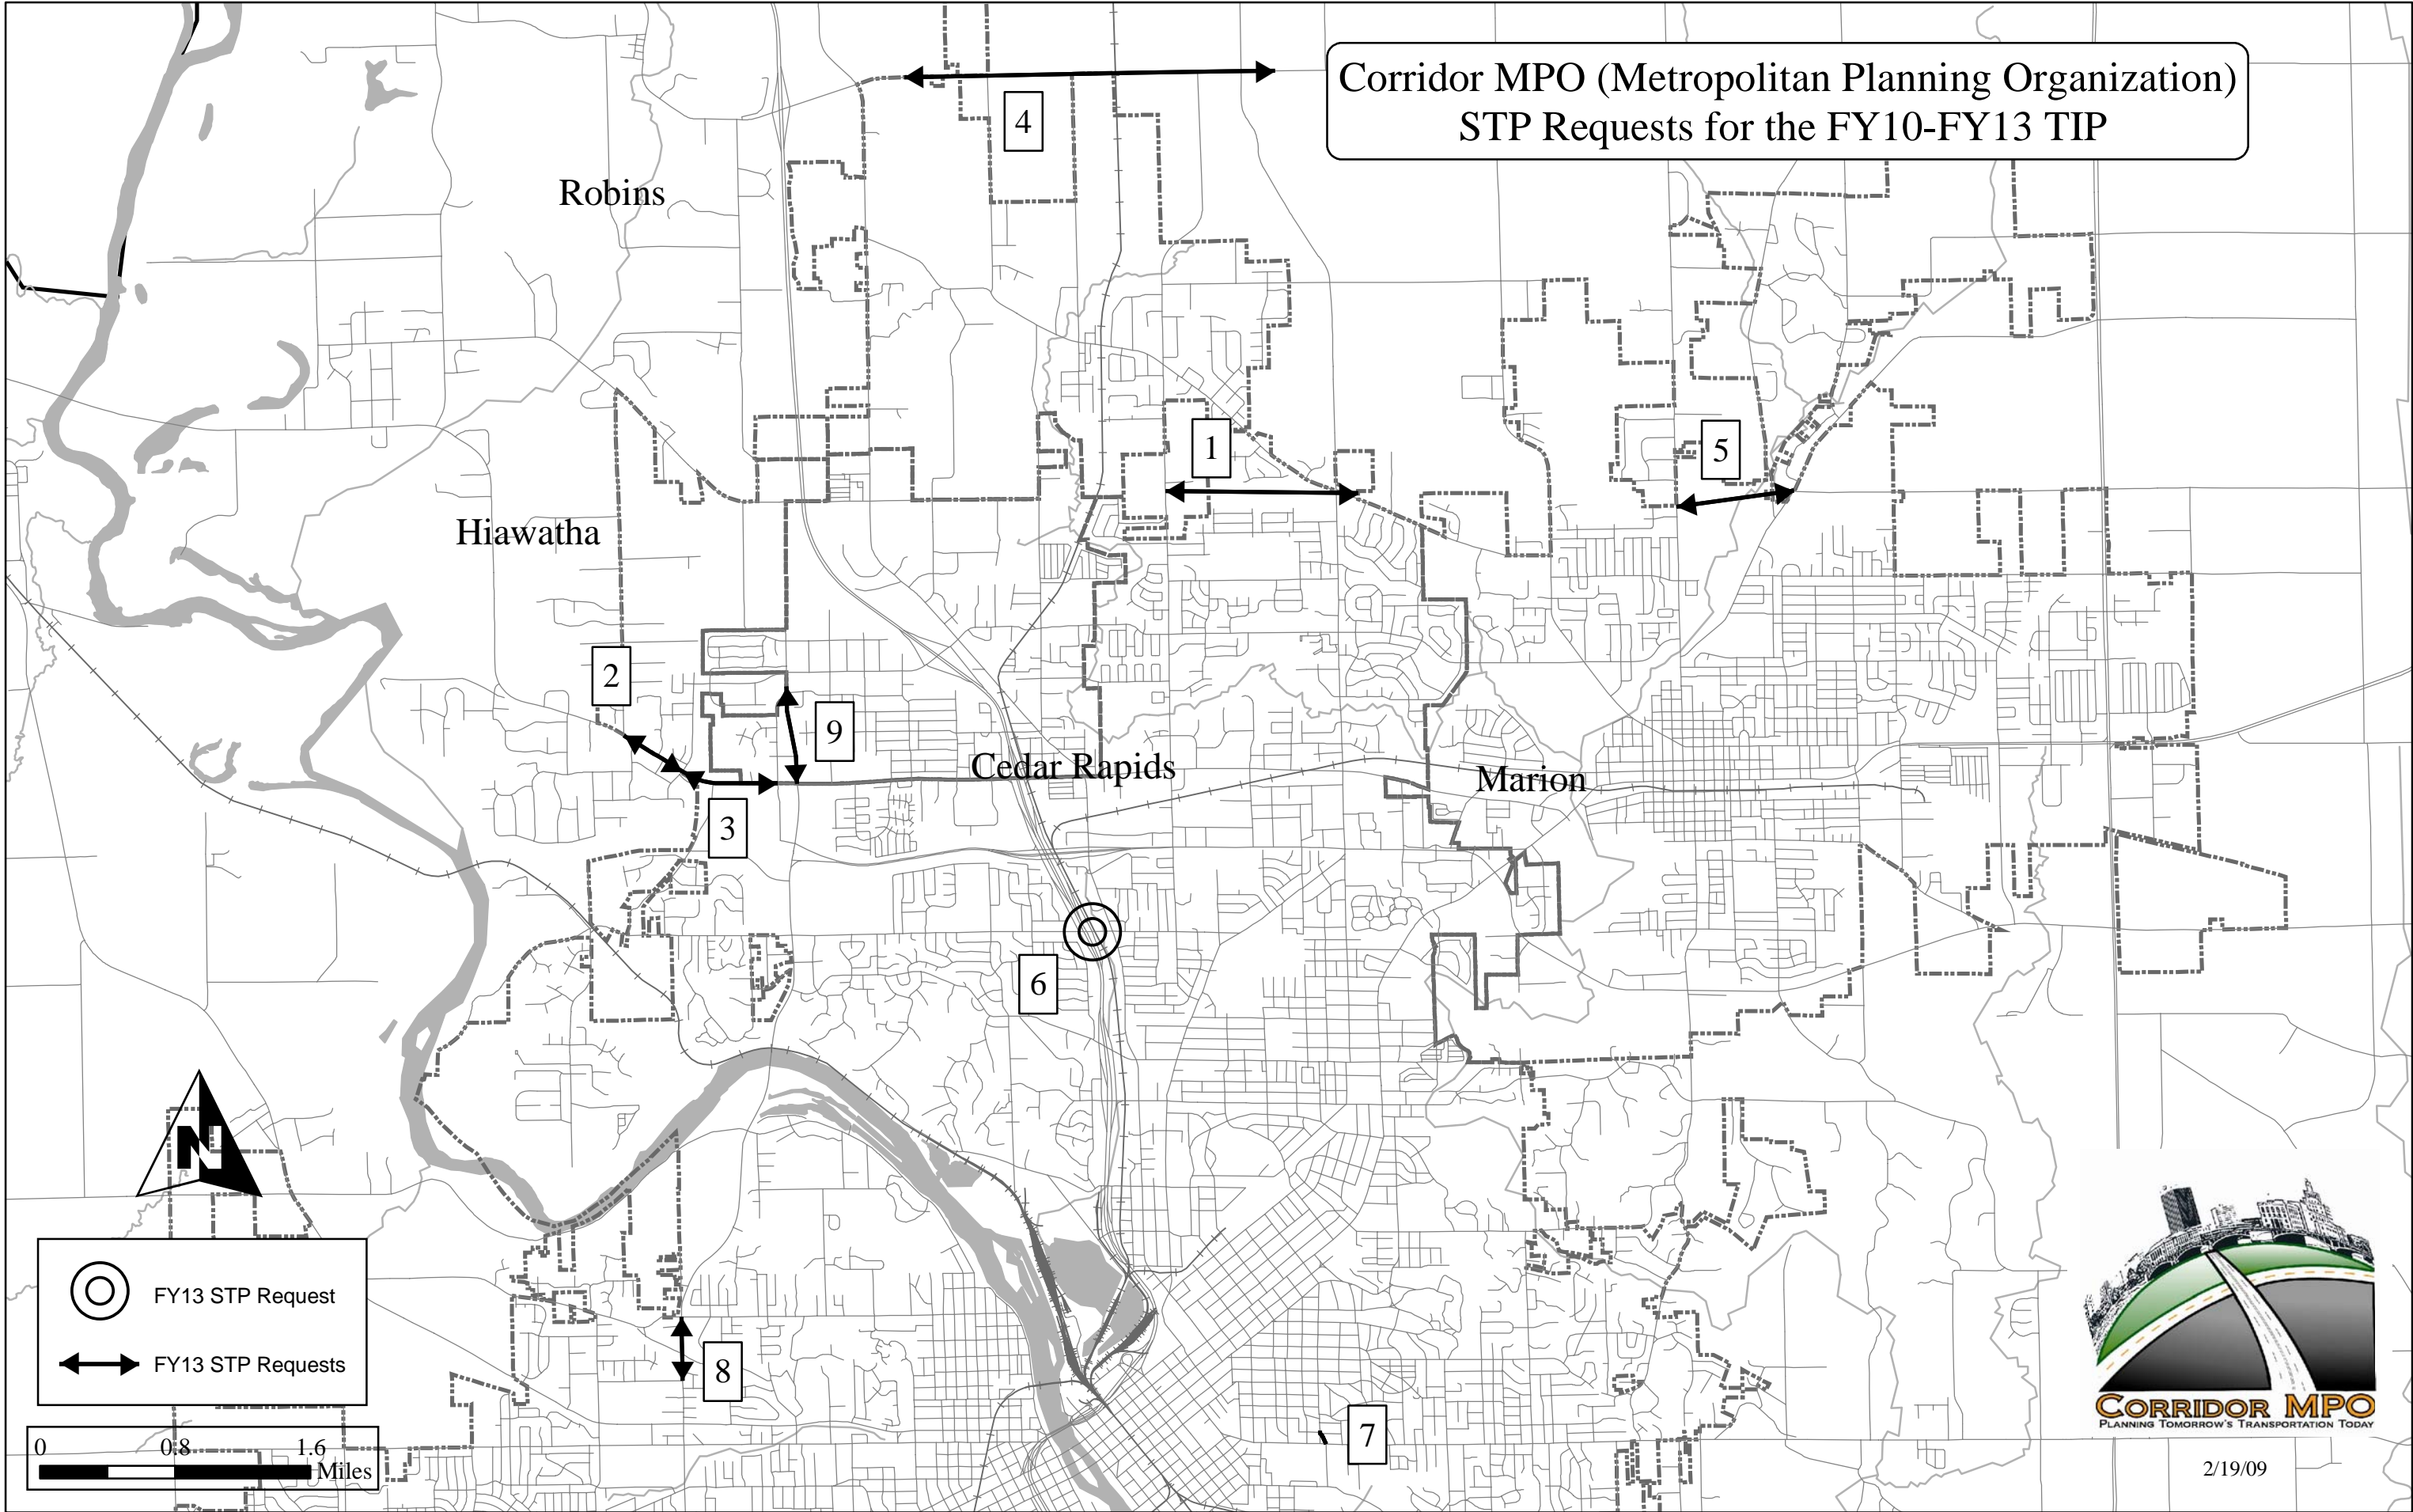 Corridor MPO (Metropolitan Planning Organization)
STP Requests for the FY10-FY13 TIP
4
Robins
1
5
Hiawatha
2
9
Cedar Rapids
Marion
3
6
N
FY13 STP Request
FY13 STP Requests
8
7
0 0.8 1.6
Miles
CORRIDOR MPO
PLANNING TOMORROW'S TRANSPORTATION TODAY
2/19/09